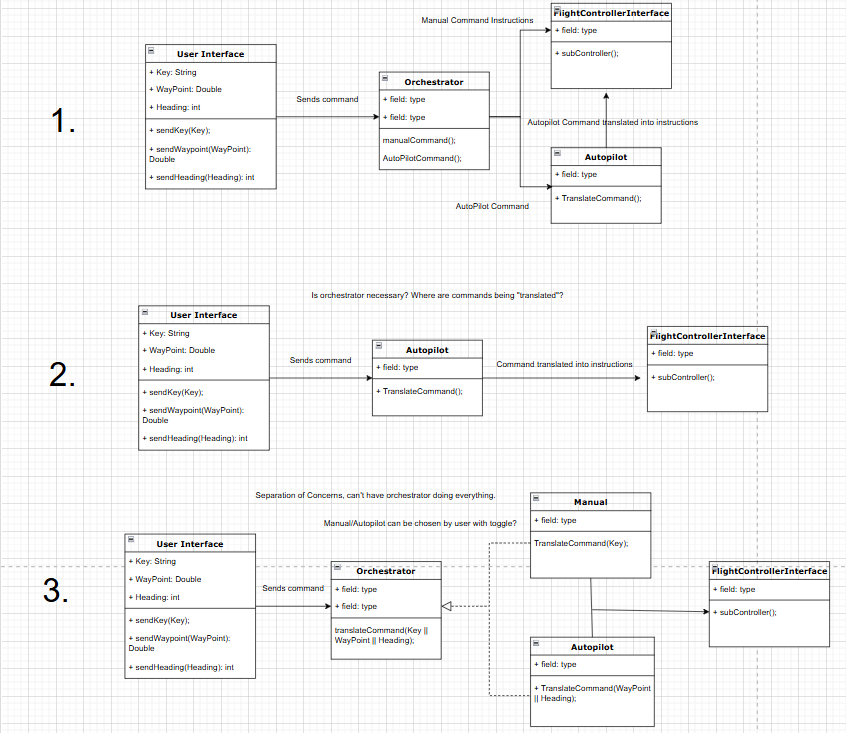 1.
User Interface
+ Key: String
+ WayPoint: Double
+ Heading: int
+ sendKey(Key);
+ sendWaypoint(WayPoint):
Double
+ sendHeading(Heading): int
Sends command
Orchestrator
+ field: type
+ field: type
manualCommand();
AutoPilotCommand();
Manual Command Instructions
FlightControllerInterface
+ field: type
+ subController();
Autopilot Command translated into instructions
Autopilot
+ field: type
+ TranslateCommand();
AutoPilot Command
Is orchestrator necessary? Where are commands being "translated"?
2.
User Interface
+ Key: String
+ WayPoint: Double
+ Heading: int
+ sendKey(Key);
+ sendWaypoint(WayPoint):
Double
+ sendHeading(Heading): int
Sends command
Autopilot
+ field: type
+ TranslateCommand();
Command translated into instructions
FlightControllerInterface
+ field: type
+ subController();
Separation of Concerns, can't have orchestrator doing everything.
Manual/Autopilot can be chosen by user with toggle?
3.
User Interface
+ Key: String
+ WayPoint: Double
+ Heading: int
+ sendKey(Key);
+ sendWaypoint(WayPoint):
Double
+ sendHeading(Heading): int
Sends command
Orchestrator
+ field: type
+ field: type
translateCommand(Key ||
WayPoint || Heading);
Manual
+ field: type
TranslateCommand(Key);
Autopilot
+ field: type
+ TranslateCommand(WayPoint
|| Heading);
FlightControllerInterface
+ field: type
+ subController();